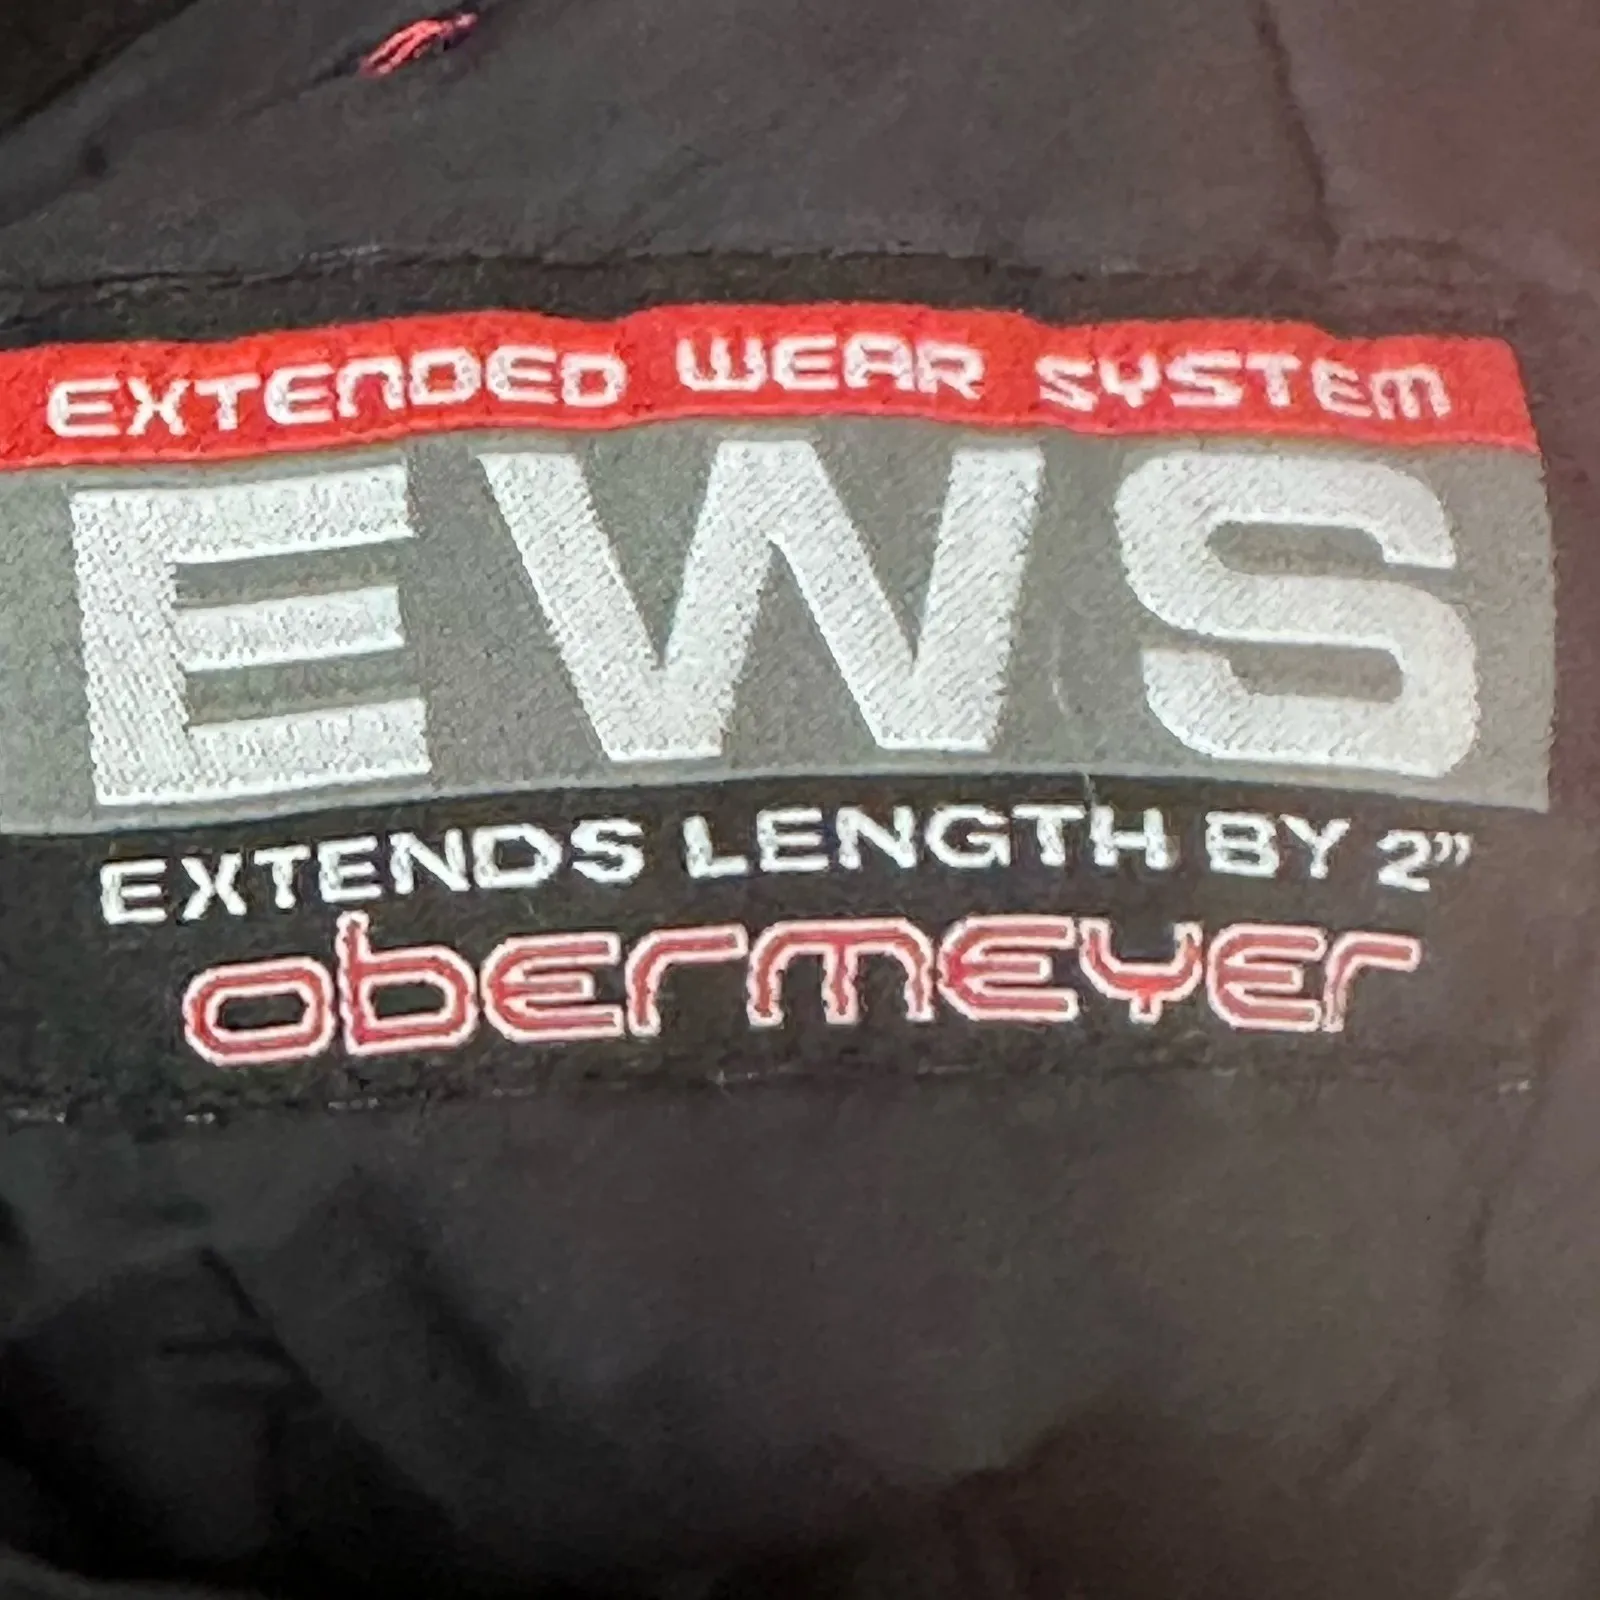 EXTENDED WEAR SYSTEM
EWS
EXTENDS LENGTH BY 2"
obermeyer